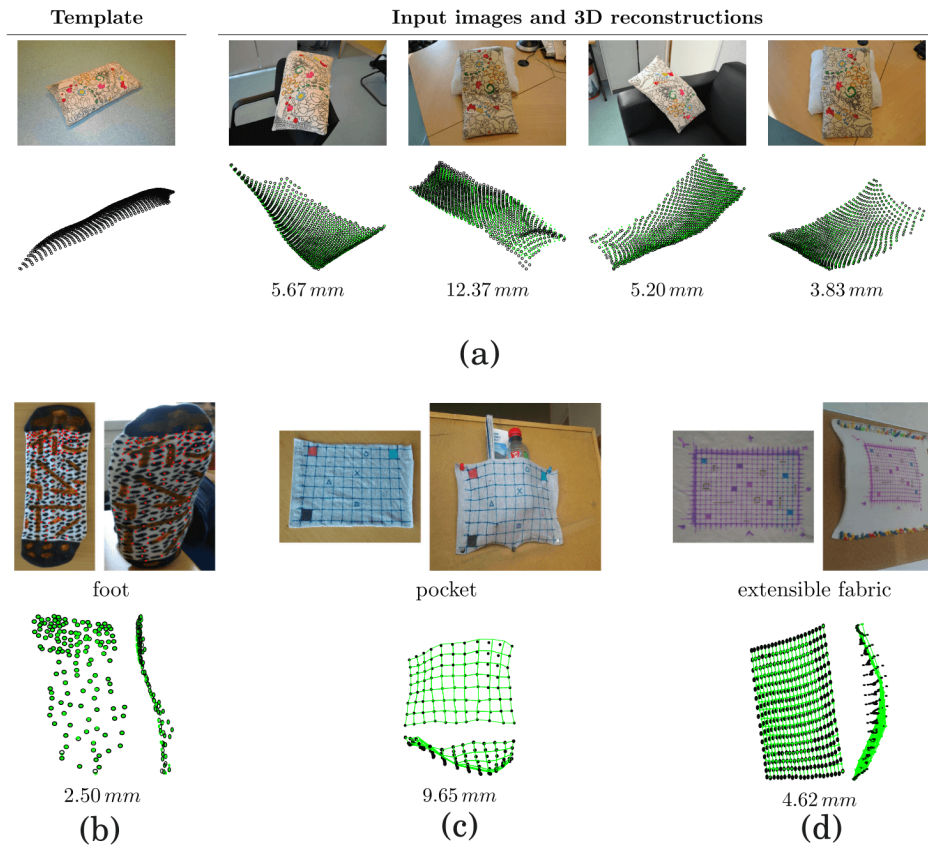 Template
Input images and 3D reconstructions
5.67 mm
12.37 mm
5.20 mm
3.83 mm
(a)
foot
pocket
extensible fabric
2.50 mm
9.65 mm
4.62 mm
(b)
(c)
(d)